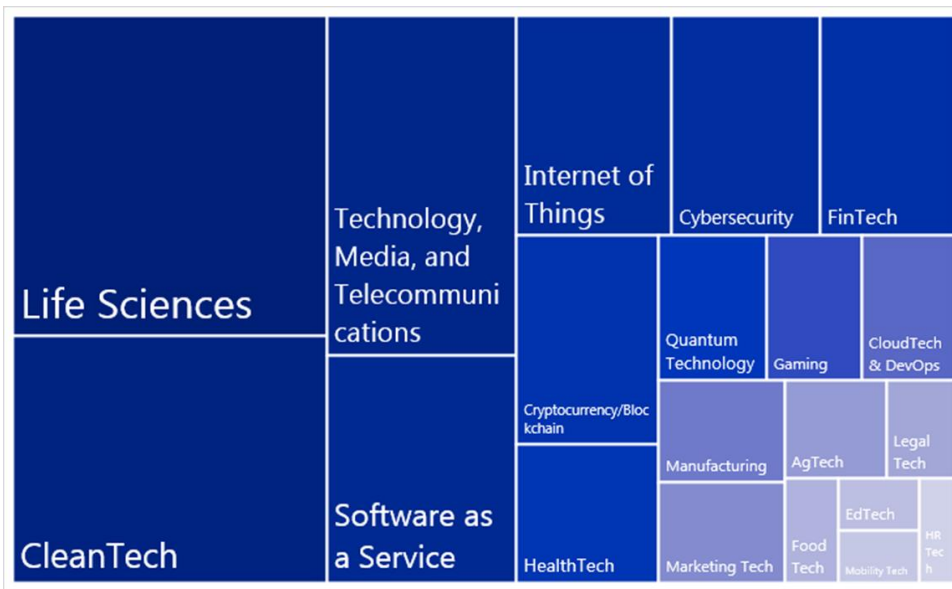 Life Sciences
CleanTech
Technology,
Media, and
Telecommuni
cations
Software as
a Service
Internet of
Things
Cybersecurity
FinTech
Cryptocurrency/Bloc
kchain
HealthTech
Quantum
Technology
Gaming
CloudTech
& DevOps
Manufacturing
Marketing Tech
AgTech
Legal
Tech
Food
Tech
EdTech
Mobility Tech
HR
Tec
h